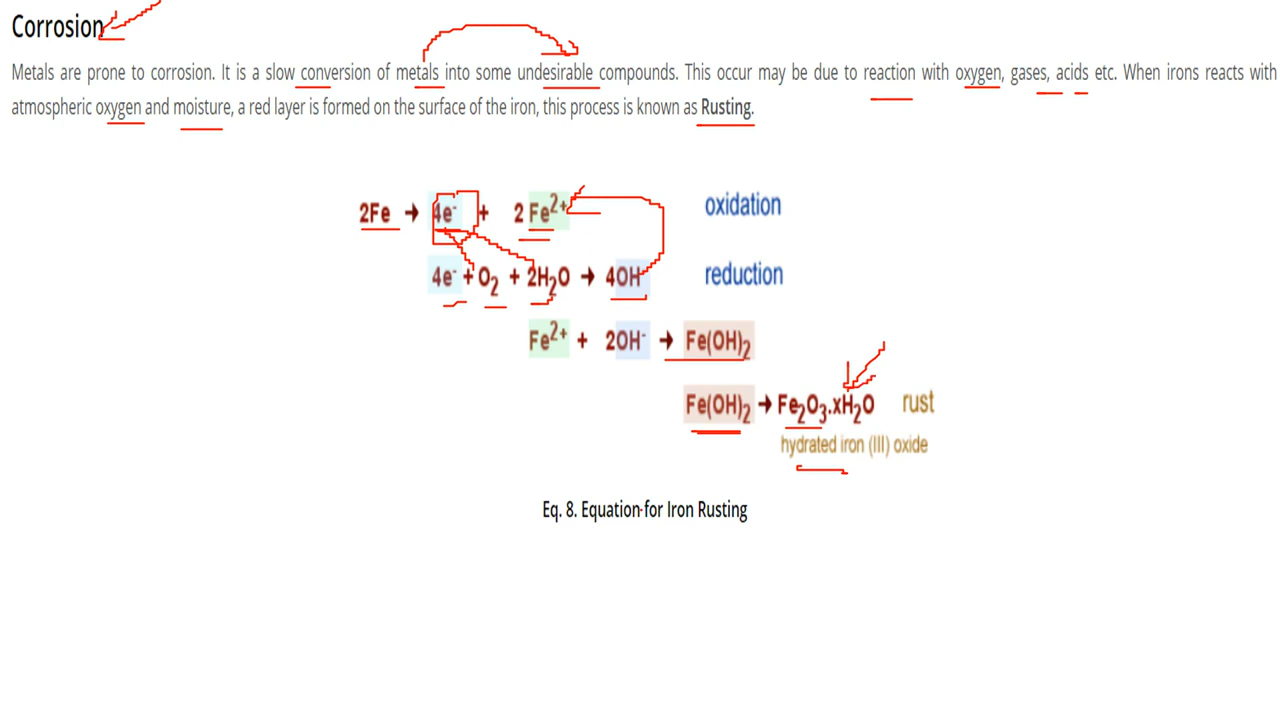 Corrosion
Metals are prone to corrosion. It is a slow conversion of metals into some undesirable compounds. This occur may be due to reaction with oxygen, gases, acids etc. When irons reacts with
atmospheric oxygen and moisture, a red layer is formed on the surface of the iron, this process is known as Rusting.
2Fe → 4e⁻ + 2 Fe²⁺ oxidation
4e⁻ + O₂ + 2H₂O → 4OH reduction
Fe²⁺ + 2OH⁻ → Fe(OH)₂
Fe(OH)₂ → Fe₂O₃.xH₂O rust
hydrated iron (III) oxide
Eq. 8. Equation for Iron Rusting